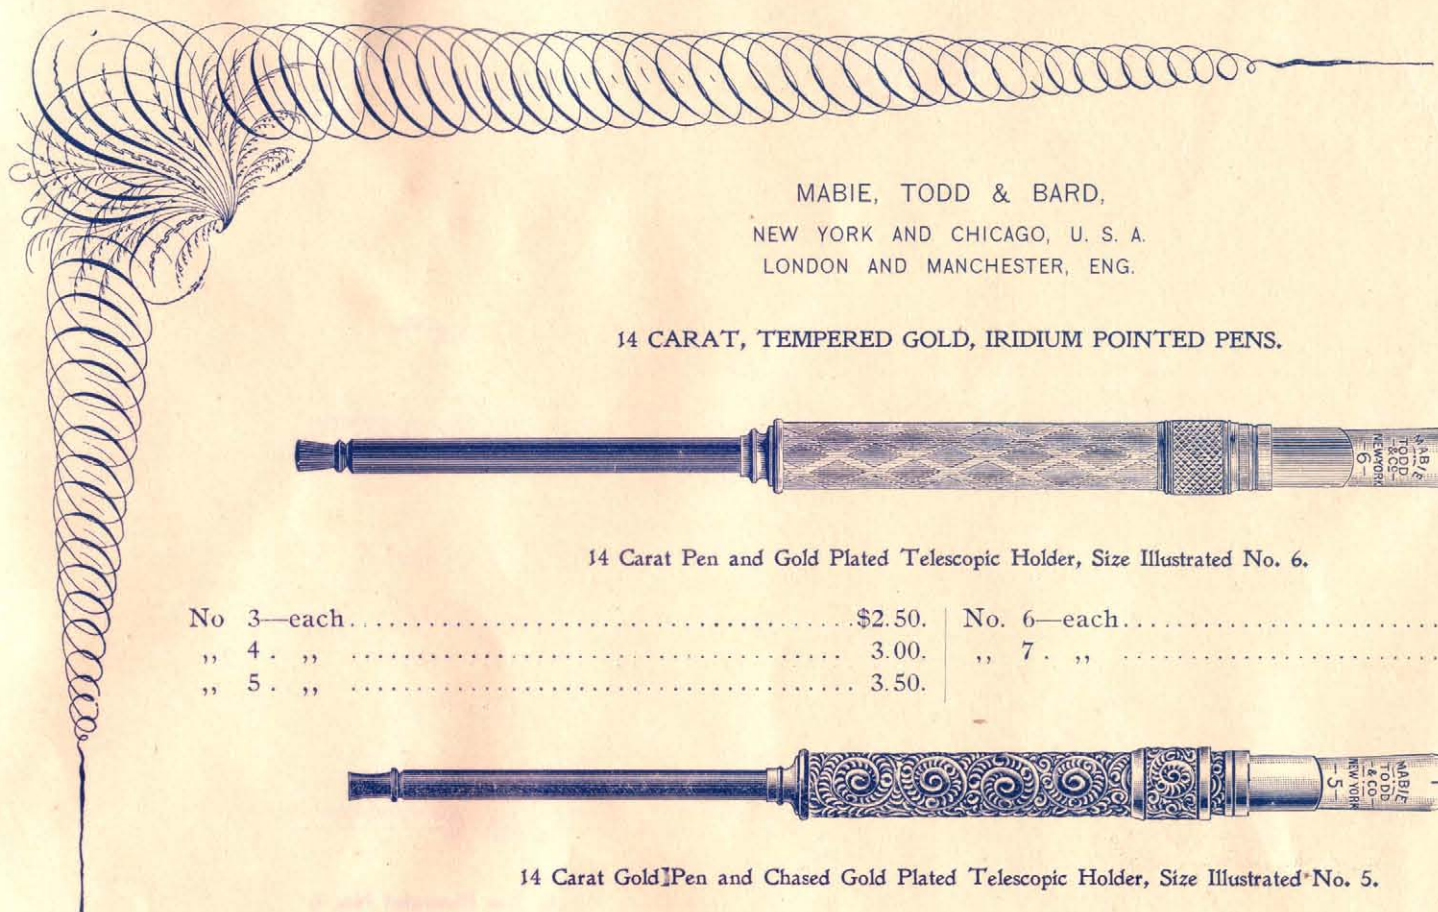 MABIE, TODD & BARD,
NEW YORK AND CHICAGO, U. S. A.
LONDON AND MANCHESTER, ENG.
14 CARAT, TEMPERED GOLD, IRIDIUM POINTED PENS.
MABIE
TODD
& CO
NEW YORK
-6-
14 Carat Pen and Gold Plated Telescopic Holder, Size Illustrated No. 6.
No 3—each........................................$2.50. No. 6—each........................
,, 4. ,, ........................................ 3.00. ,, 7. ,, ........................
,, 5. ,, ........................................ 3.50.
MABIE
TODD
& CO
NEW YORK
-5-
14 Carat Gold Pen and Chased Gold Plated Telescopic Holder, Size Illustrated No. 5.